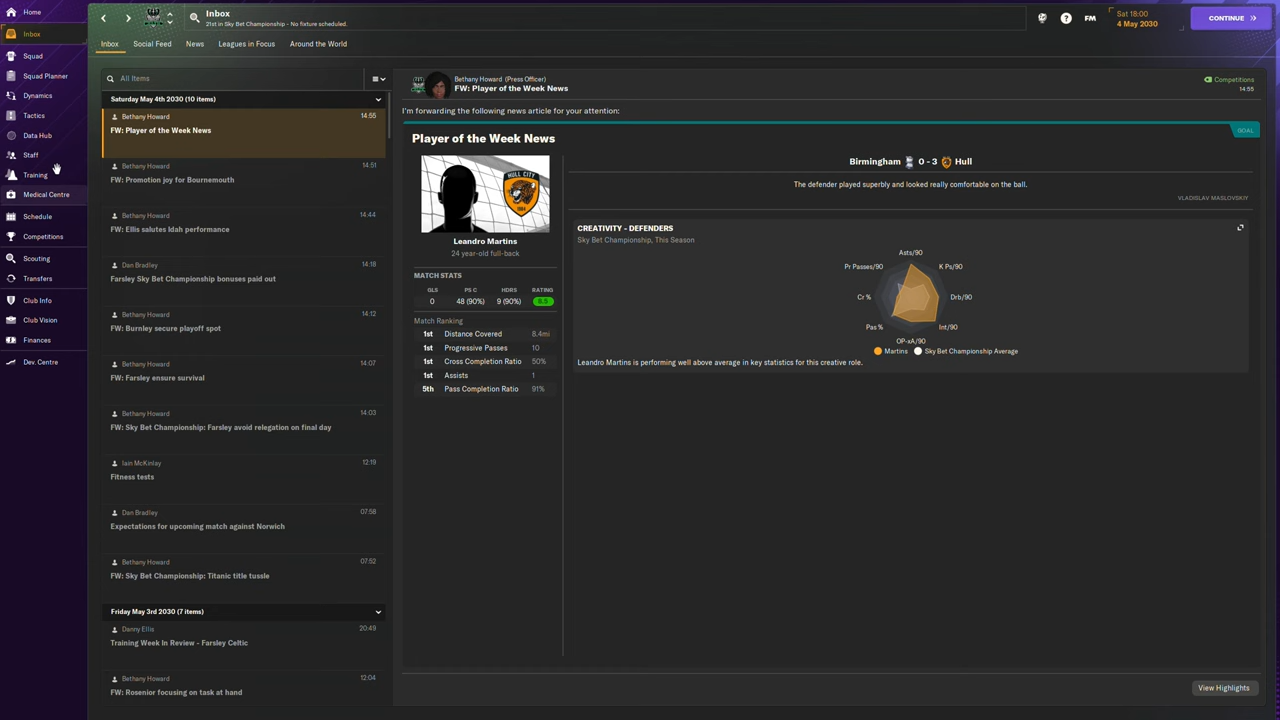 Home
Inbox
Squad
Squad Planner
Dynamics
Tactics
Data Hub
Staff
Training
Medical Centre
Schedule
Competitions
Scouting
Transfers
Club Info
Club Vision
Finances
Dev.Centre
Inbox
21st in Sky Bet Championship - No fixture scheduled.
FM
Sat 18:00
4 May 2030
CONTINUE
Inbox Social Feed News Leagues in Focus Around the World
All Items
Saturday May 4th 2030 (10 items)
Bethany Howard 14:55
FW: Player of the Week News
Bethany Howard 14:51
FW: Promotion joy for Bournemouth
Bethany Howard 14:44
FW: Ellis salutes Idah performance
Dan Bradley 14:18
Farsley Sky Bet Championship bonuses paid out
Bethany Howard 14:12
FW: Burnley secure playoff spot
Bethany Howard 14:07
FW: Farsley ensure survival
Bethany Howard 14:03
FW: Sky Bet Championship: Farsley avoid relegation on final day
Iain McKinlay 12:19
Fitness tests
Dan Bradley 07:58
Expectations for upcoming match against Norwich
Bethany Howard 07:52
FW: Sky Bet Championship: Titanic title tussle
Friday May 3rd 2030 (7 items)
Danny Ellis 20:49
Training Week In Review - Farsley Celtic
Bethany Howard 12:04
FW: Rosenior focusing on task at hand
Bethany Howard (Press Officer)
FW: Player of the Week News
Competitions
14:55
I'm forwarding the following news article for your attention:
GOAL
Player of the Week News
HULL CITY
1904
Leandro Martins
24 year-old full-back
MATCH STATS
GLS PS C HDRS RATING
0 48 (90%) 9 (90%)
Match Ranking
1st Distance Covered 8.4mi
1st Progressive Passes 10
1st Cross Completion Ratio 50%
1st Assists 1
5th Pass Completion Ratio 91%
Birmingham 0 - 3 Hull
The defender played superbly and looked really comfortable on the ball.
VLADISLAV MASLOVSKIY
CREATIVITY - DEFENDERS
Sky Bet Championship, This Season
Asts/90
Pr Passes/90 K Ps/90
Cr % Drb/90
Pas % Int/90
OP-xA/90
Martins Sky Bet Championship Average
Leandro Martins is performing well above average in key statistics for this creative role.
View Highlights